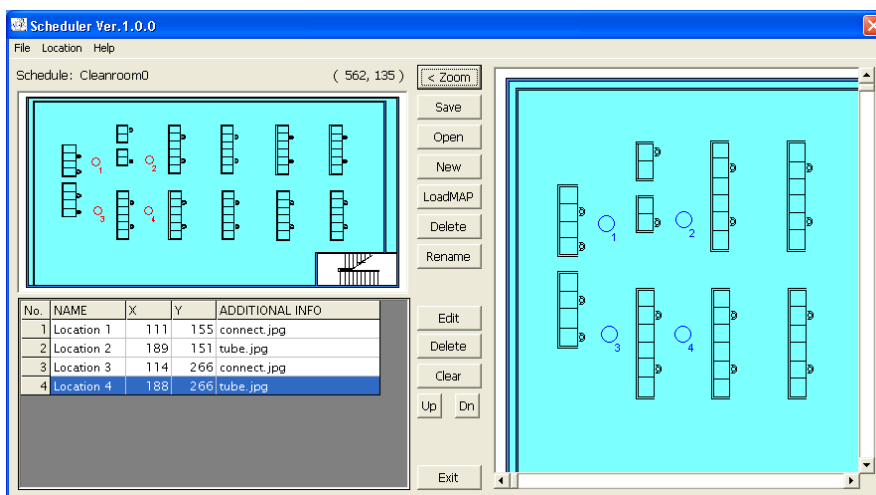 Scheduler Ver.1.0.0
File Location Help
Schedule: Cleanroom0 ( 562, 135 )
< Zoom
Save
Open
New
LoadMAP
Delete
Rename
1
2
3
4
No. NAME X Y ADDITIONAL INFO
1 Location 1 111 155 connect.jpg
2 Location 2 189 151 tube.jpg
3 Location 3 114 266 connect.jpg
4 Location 4 188 266 tube.jpg
Edit
Delete
Clear
Up Dn
Exit
1
2
3
4